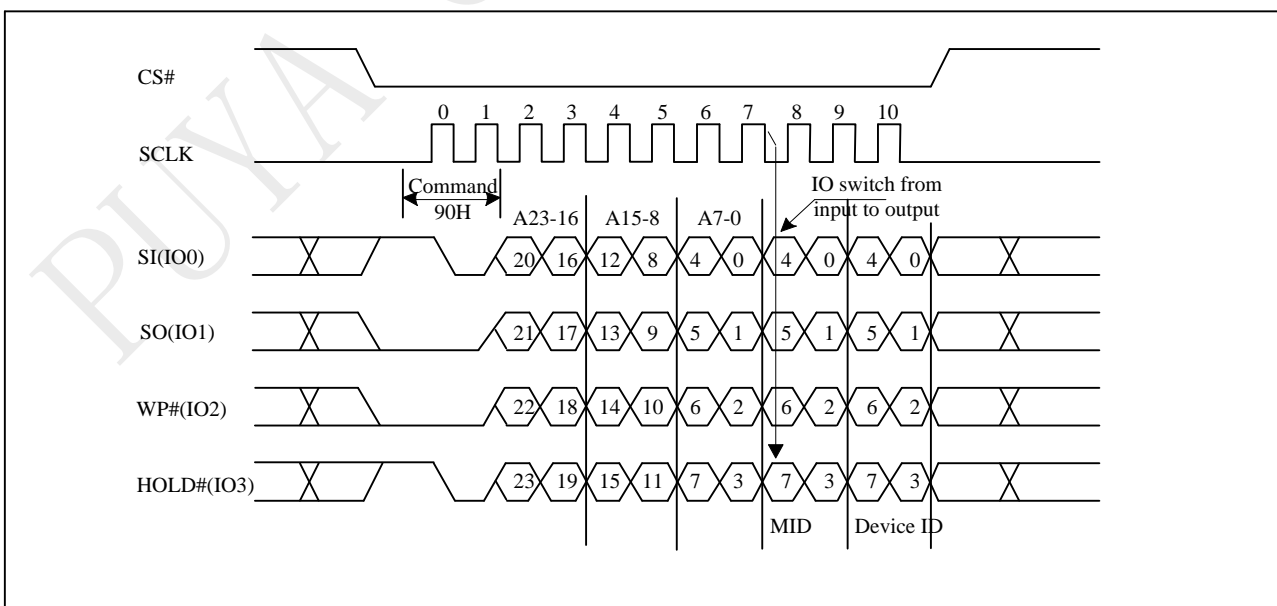 PUYA
CS#
0 1 2 3 4 5 6 7 8 9 10
SCLK
Command
90H
IO switch from
input to output
A23-16 A15-8 A7-0
SI(IO0) 20 16 12 8 4 0 4 0 4 0
SO(IO1) 21 17 13 9 5 1 5 1 5 1
WP#(IO2) 22 18 14 10 6 2 6 2 6 2
HOLD#(IO3) 23 19 15 11 7 3 7 3 7 3
MID Device ID